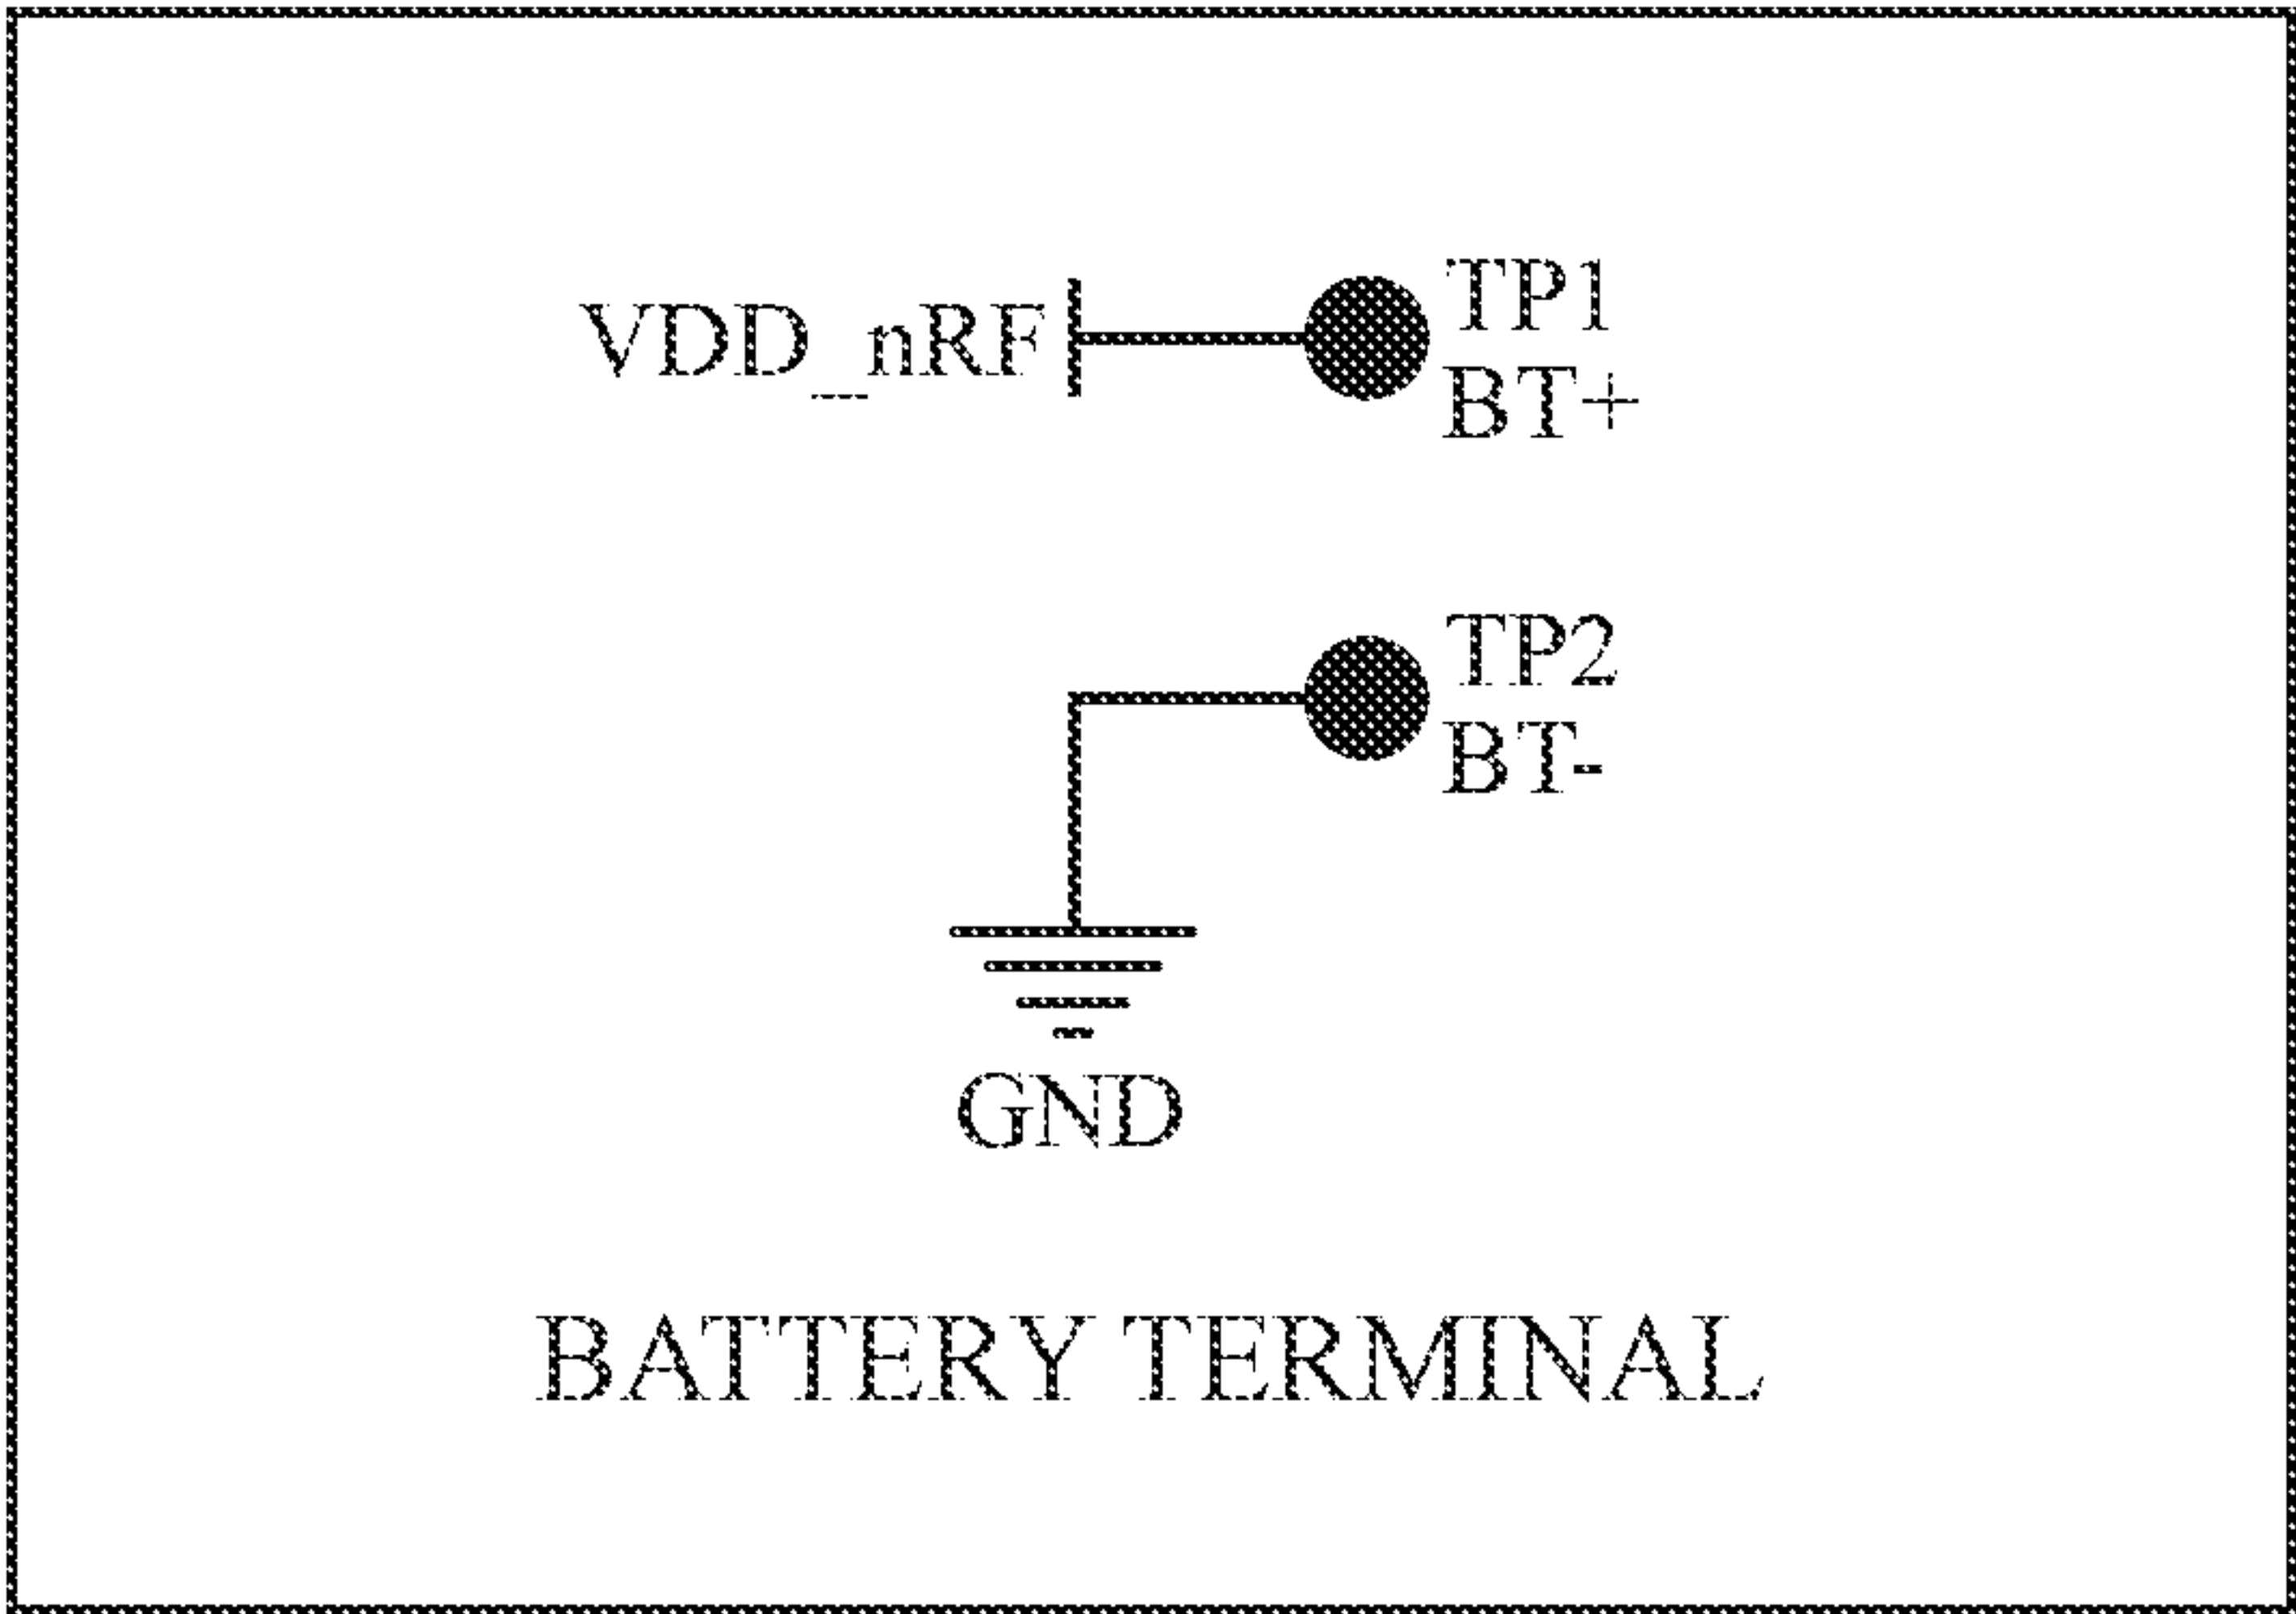 TP1
VDD_nRF
BT+
TP2
BT-
GND
BATTERY TERMINAL